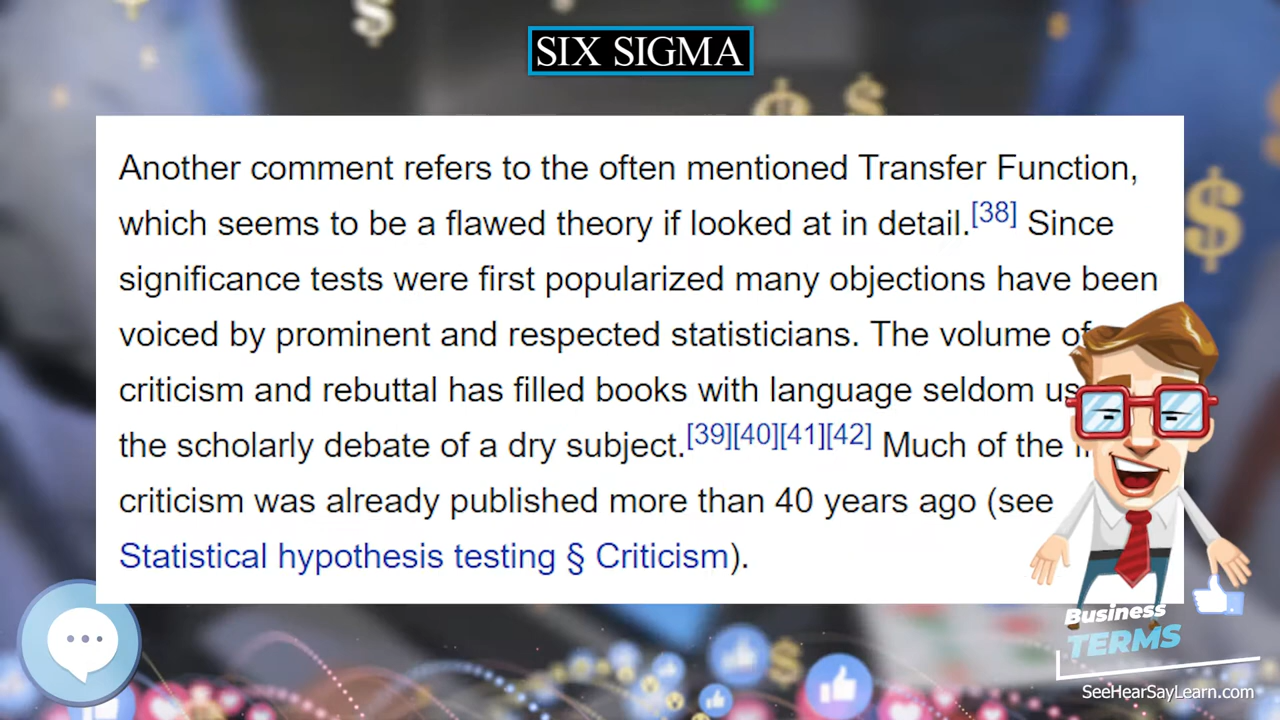 SIX SIGMA
Another comment refers to the often mentioned Transfer Function,
which seems to be a flawed theory if looked at in detail.[38] Since
significance tests were first popularized many objections have been
voiced by prominent and respected statisticians. The volume of
criticism and rebuttal has filled books with language seldom
the scholarly debate of a dry subject.[39][40][41][42] Much of the
criticism was already published more than 40 years ago (see
Statistical hypothesis testing § Criticism).
Business
TERMS
SeeHearSayLearn.com